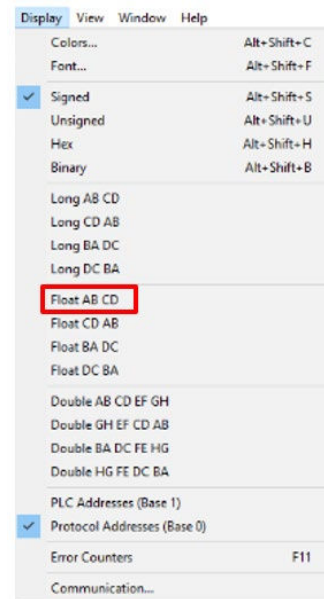 Display View Window Help
Colors... Alt+Shift+C
Font... Alt+Shift+F
Signed Alt+Shift+S
Unsigned Alt+Shift+U
Hex Alt+Shift+H
Binary Alt+Shift+B
Long AB CD
Long CD AB
Long BA DC
Long DC BA
Float AB CD
Float CD AB
Float BA DC
Float DC BA
Double AB CD EF GH
Double GH EF CD AB
Double BA DC FE HG
Double HG FE DC BA
PLC Addresses (Base 1)
Protocol Addresses (Base 0)
Error Counters F11
Communication...